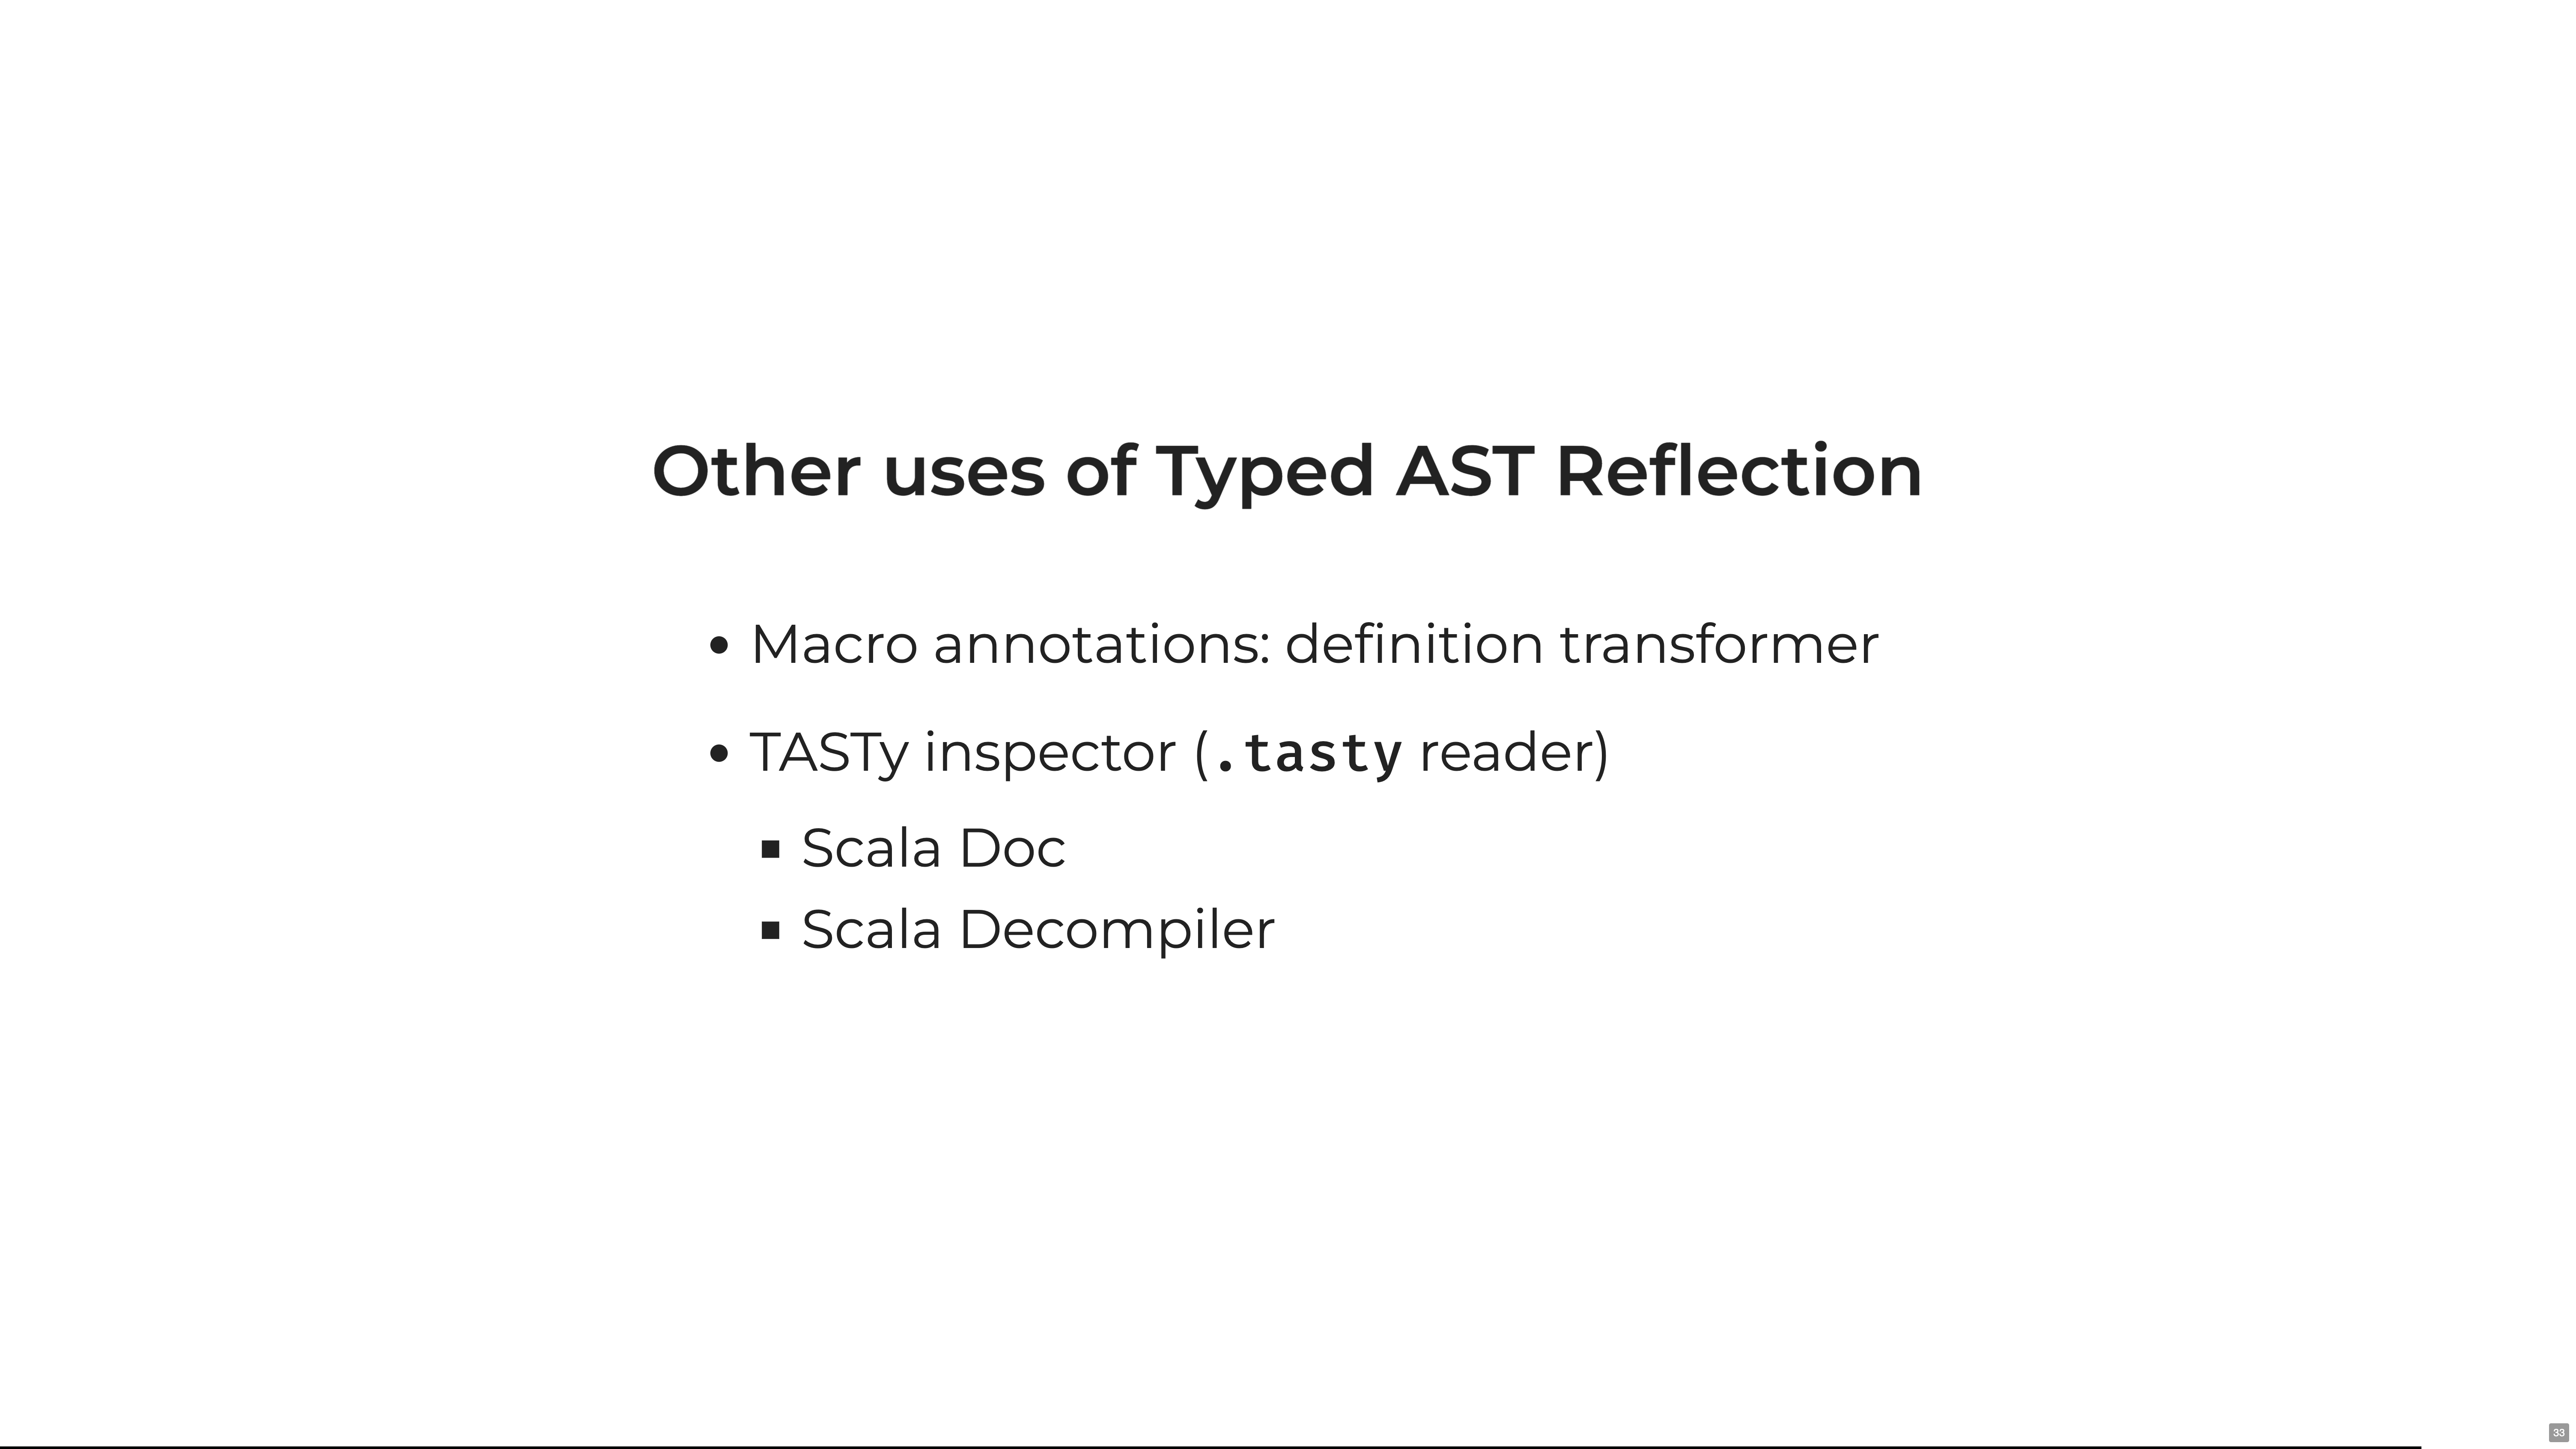 Other uses of Typed AST Reflection
• Macro annotations: definition transformer
• TASTy inspector (.tasty reader)
▪ Scala Doc
▪ Scala Decompiler
33